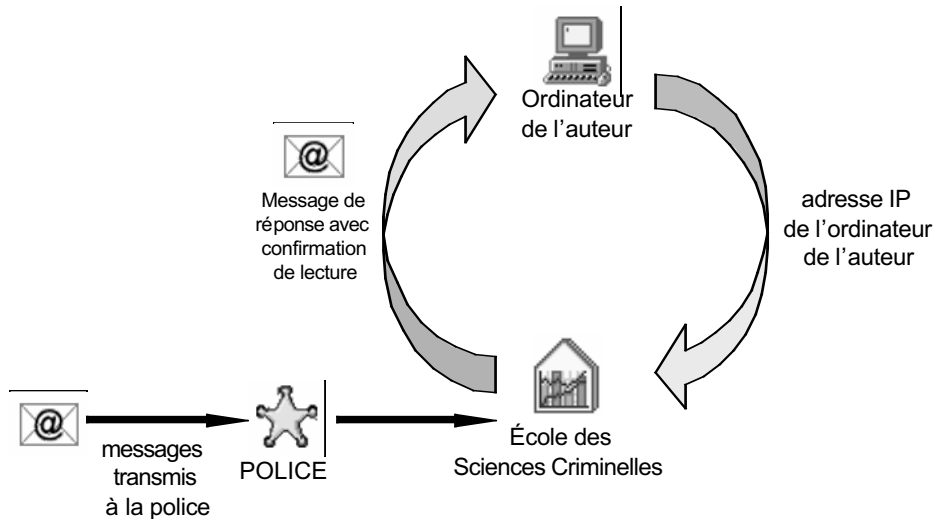 Ordinateur
de l'auteur
@
Message de
réponse avec
confirmation
de lecture
adresse IP
de l'ordinateur
de l'auteur
@
messages
transmis
à la police
POLICE
École des
Sciences Criminelles